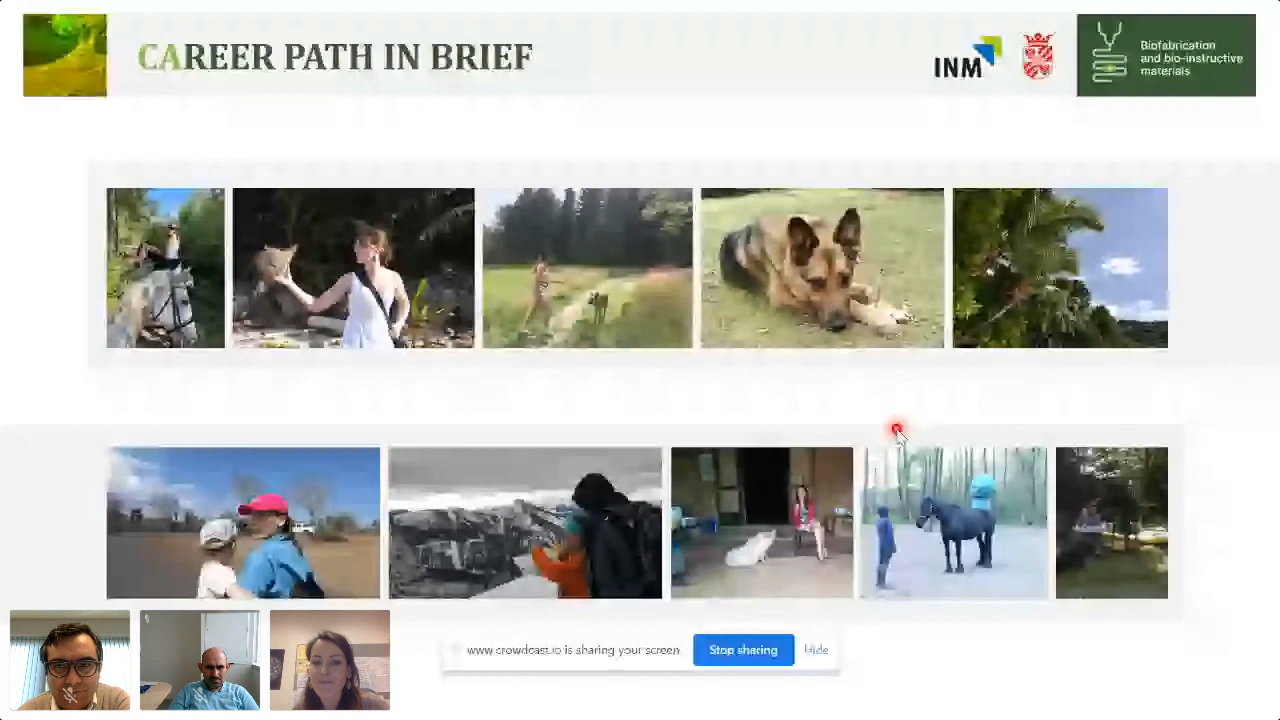 CAREER PATH IN BRIEF
INM
Biofabrication
and bio-instructive
materials
www.crowdcast.io is sharing your screen.
Stop sharing
Hide